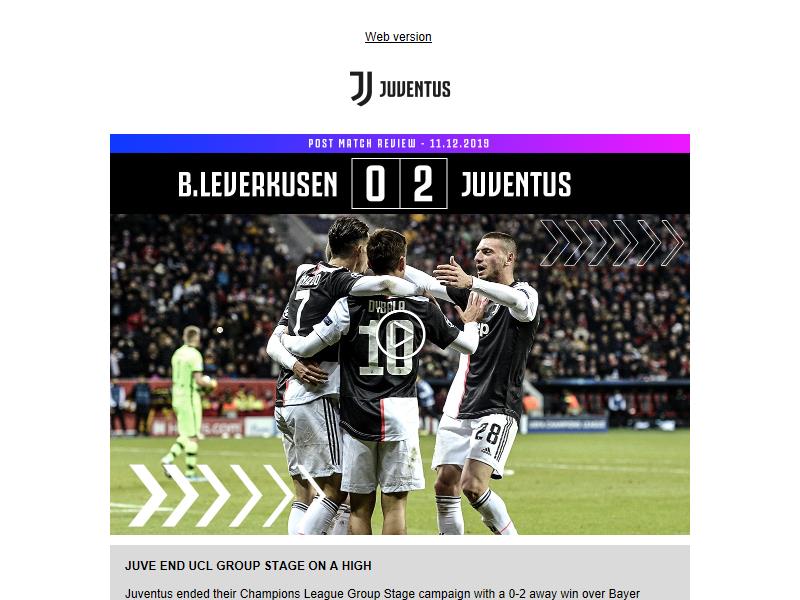 Web version
JUVENTUS
POST MATCH REVIEW - 11.12.2019
B.LEVERKUSEN 0 2 JUVENTUS
7
DYBALA
10
28
JUVE END UCL GROUP STAGE ON A HIGH
Juventus ended their Champions League Group Stage campaign with a 0-2 away win over Bayer